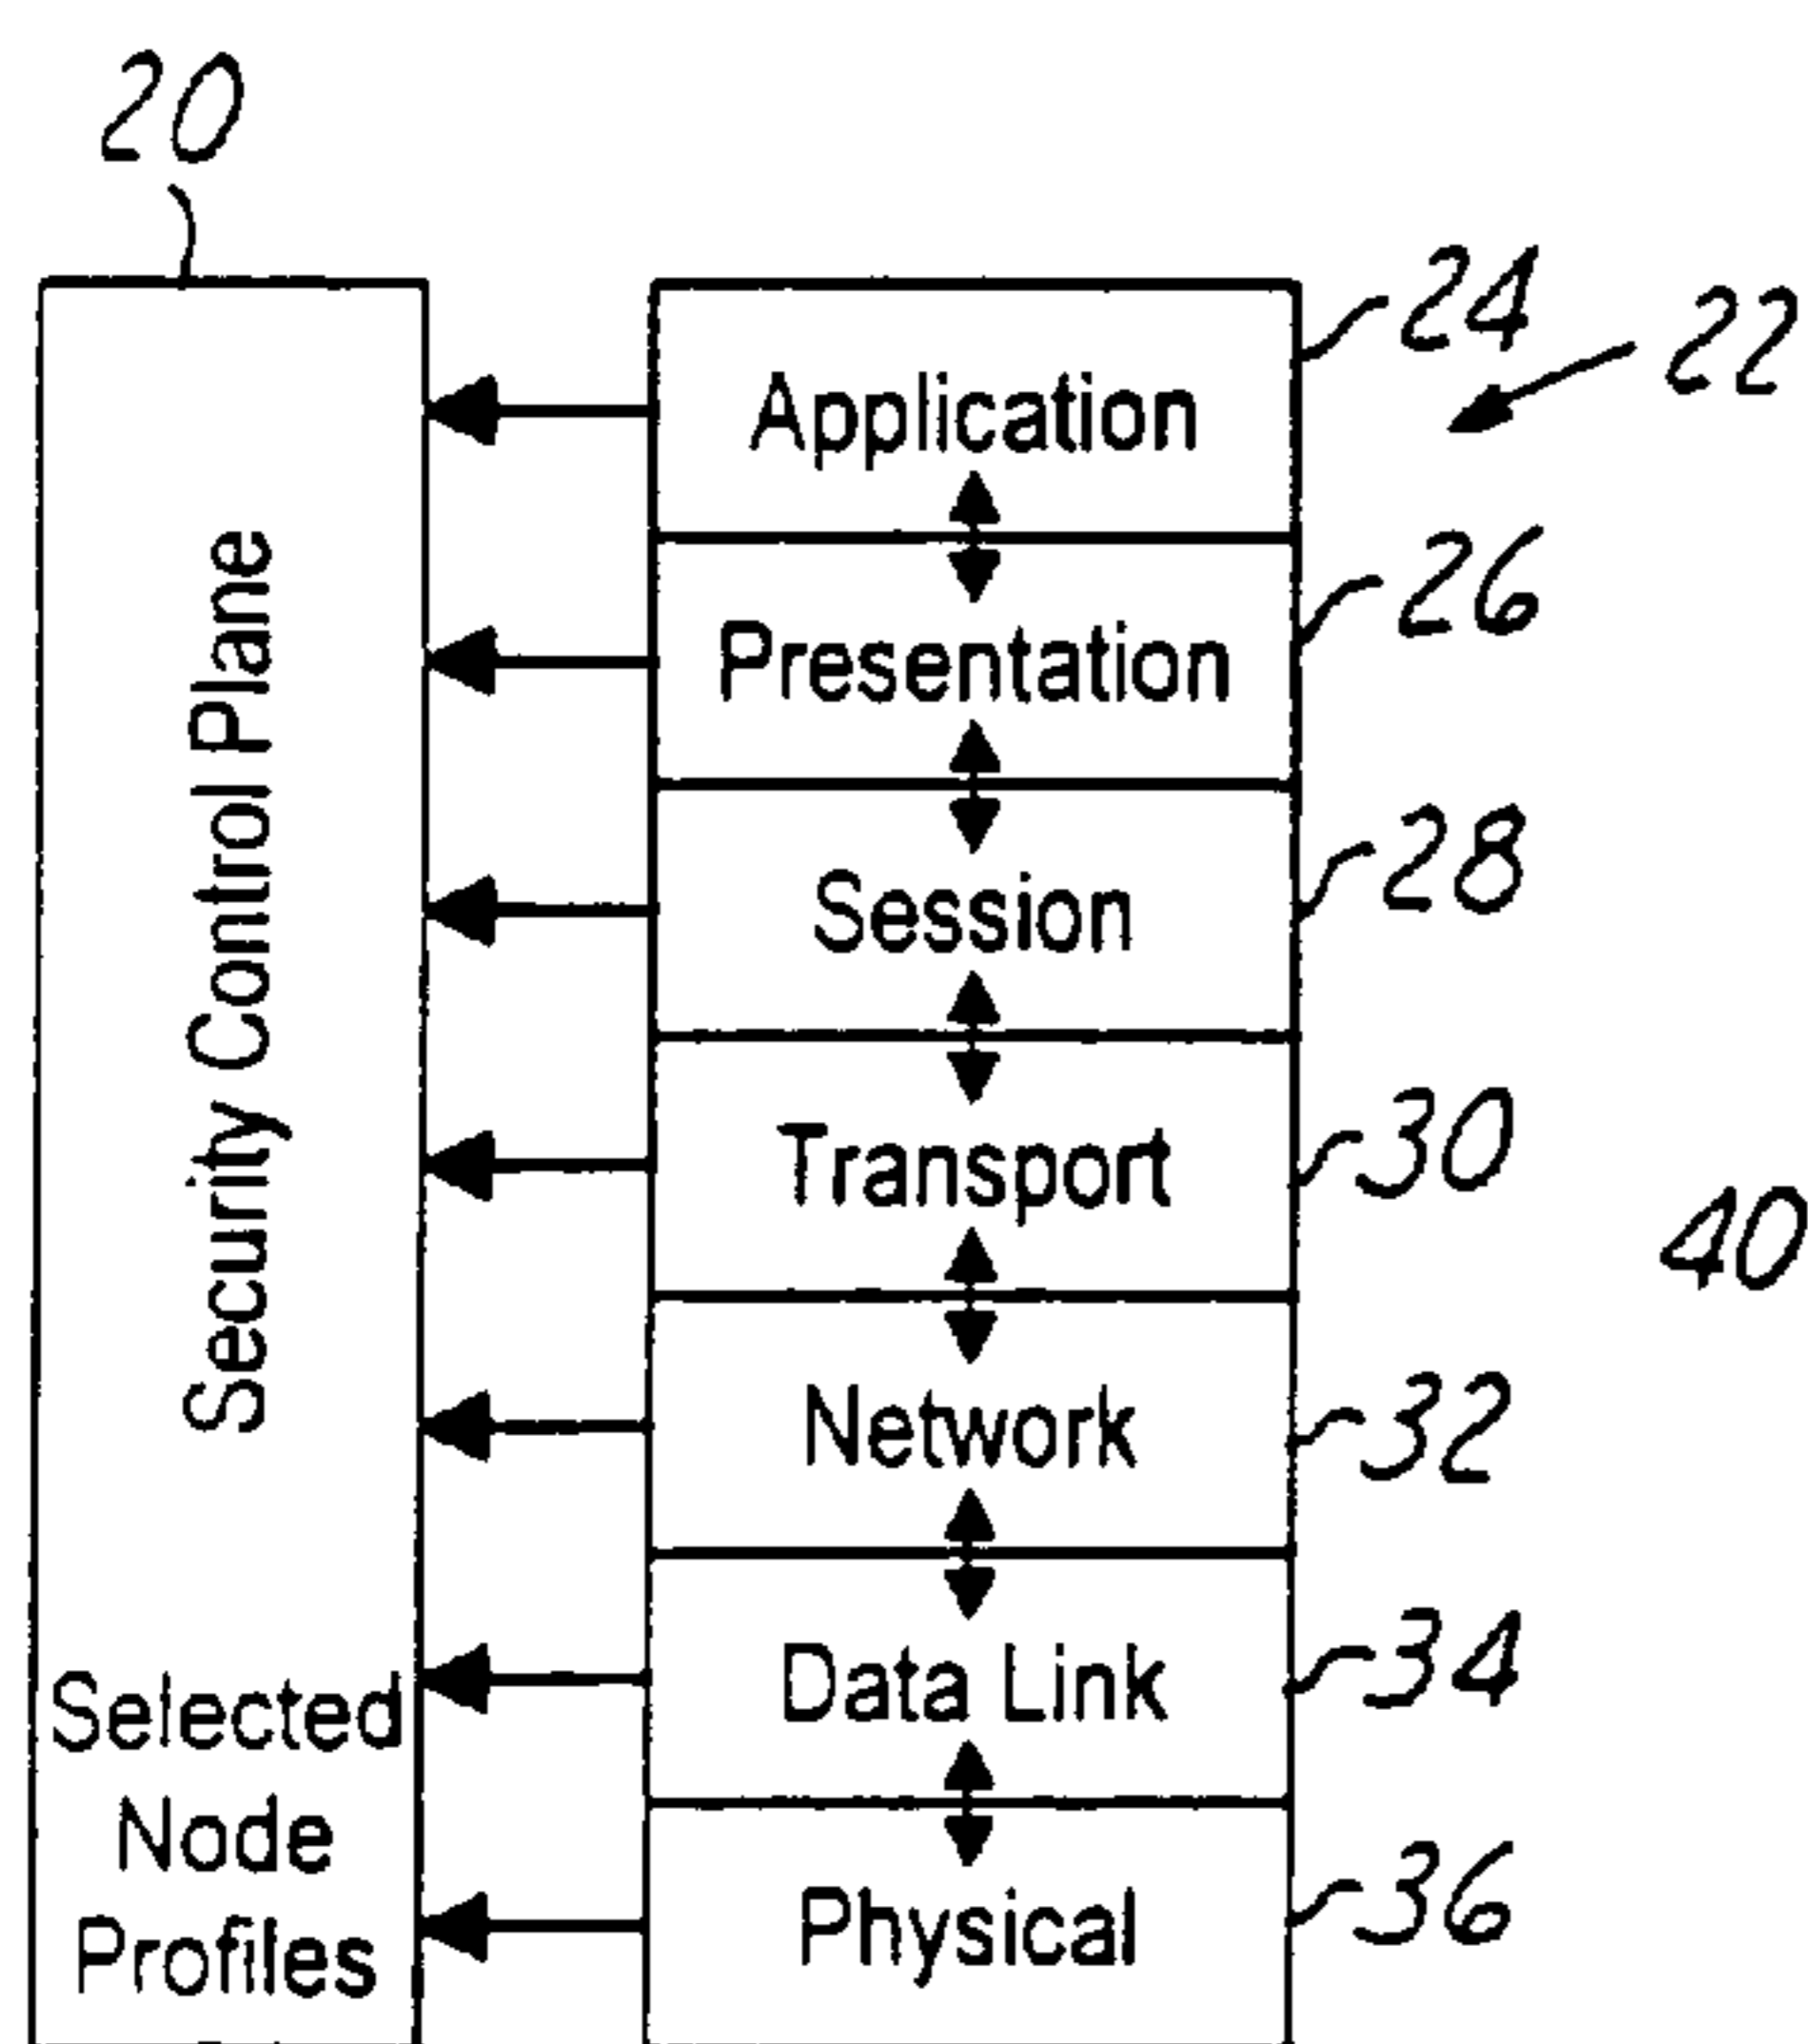 20
24
22
Application
26
Presentation
28
Session
Security Control Plane
30
Transport
40
32
Network
34
Data Link
Selected
Node
Profiles
36
Physical